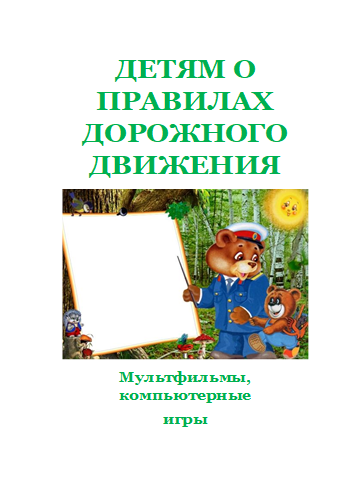 ДЕТЯМ О
ПРАВИЛАХ
ДОРОЖНОГО
ДВИЖЕНИЯ
Мультфильмы,
компьютерные
игры